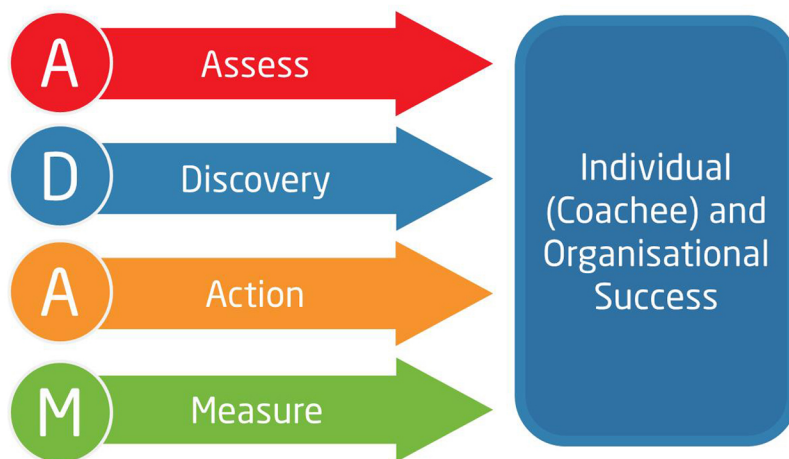 A Assess
D Discovery
A Action
M Measure
Individual
(Coachee) and
Organisational
Success